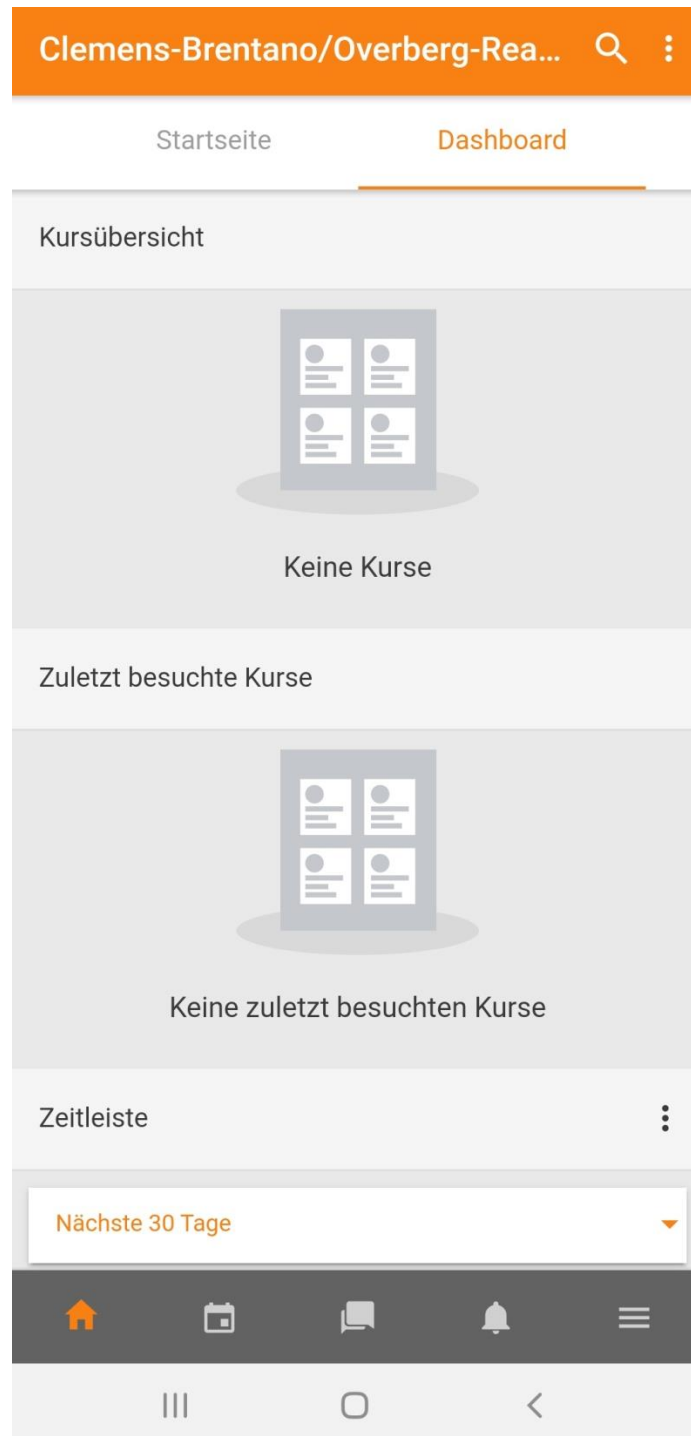 Clemens-Brentano/Overberg-Rea...
Startseite Dashboard
Kursübersicht
Keine Kurse
Zuletzt besuchte Kurse
Keine zuletzt besuchten Kurse
Zeitleiste
Nächste 30 Tage